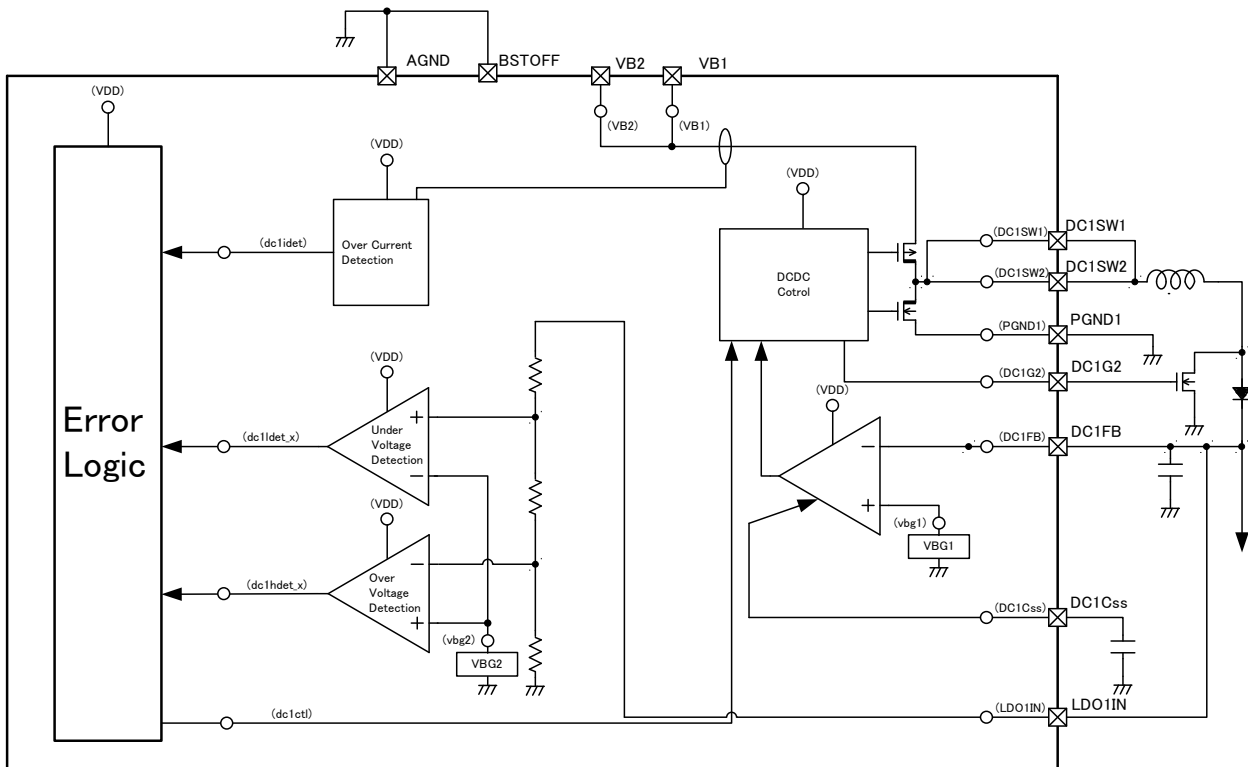 AGND
BSTOFF
VB2
VB1
(VDD)
(VB2)
(VB1)
(VDD)
(VDD)
Over Current
Detection
(dc1idet)
DCDC
Cotrol
(DC1SW1)
DC1SW1
(DC1SW2)
DC1SW2
(PGND1)
PGND1
(DC1G2)
DC1G2
(VDD)
(VDD)
Error
Logic
(dc1ldet_x)
+
Under
Voltage
Detection
−
−
(DC1FB)
DC1FB
+
(vbg1)
VBG1
(VDD)
(dc1hdet_x)
−
Over
Voltage
Detection
+
(vbg2)
VBG2
(DC1Css)
DC1Css
(dc1ctl)
(LDO1IN)
LDO1IN